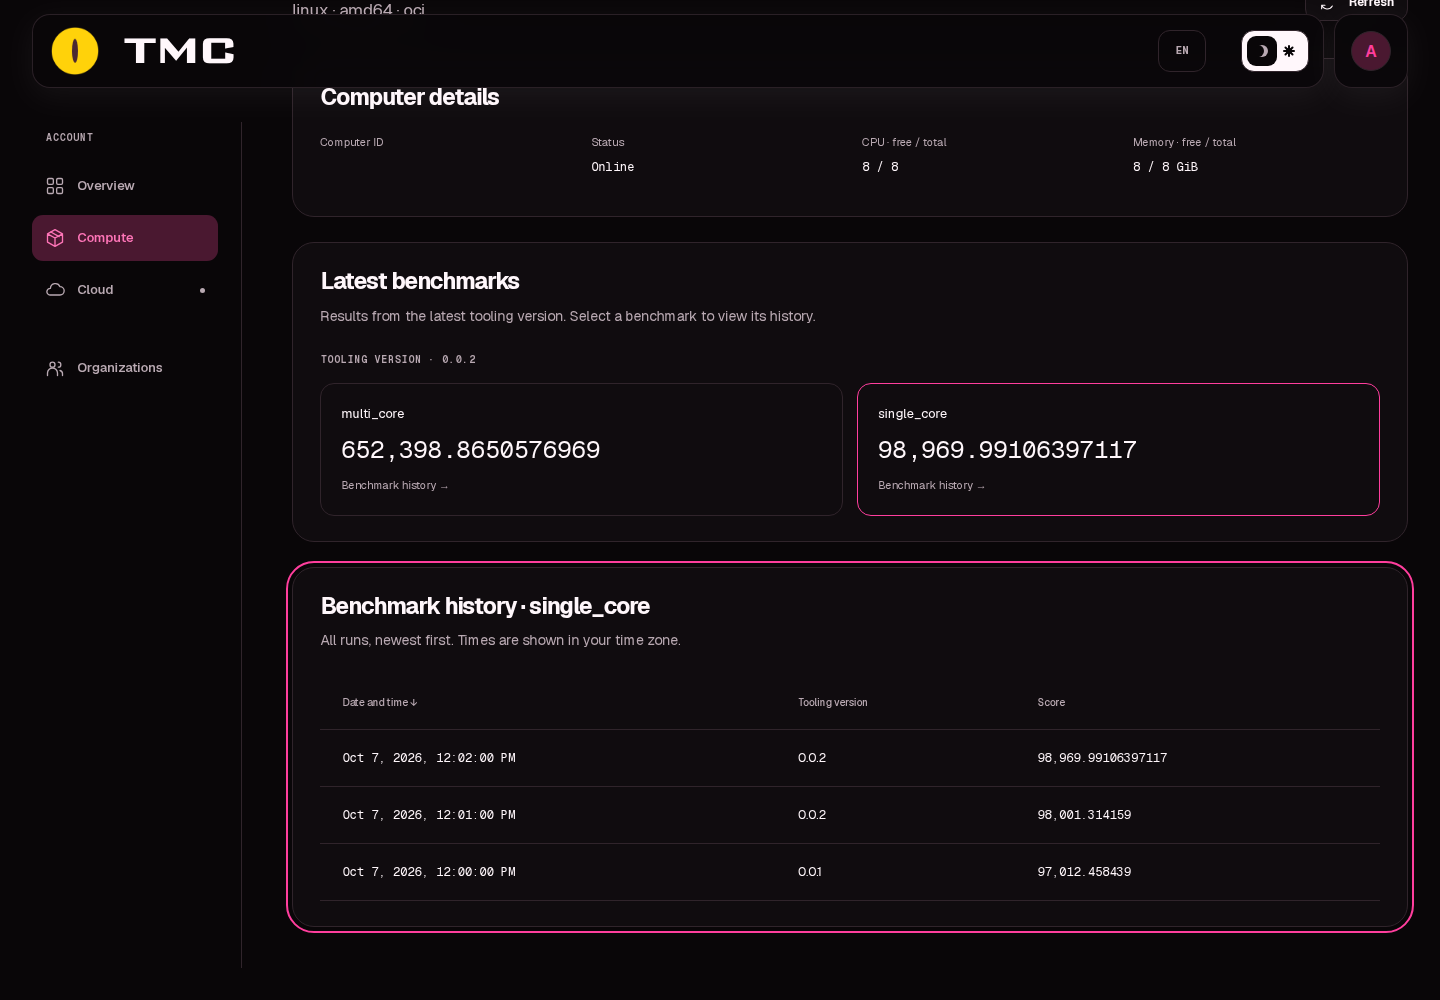 linux · amd64 · oci
Refresh
TMC
EN
A
Computer details
ACCOUNT
Overview
Compute
Cloud
Organizations
Computer ID
Status
Online
CPU · free / total
8 / 8
Memory · free / total
8 / 8 GiB
Latest benchmarks
Results from the latest tooling version. Select a benchmark to view its history.
TOOLING VERSION · 0.0.2
multi_core
652,398.8650576969
Benchmark history →
single_core
98,969.99106397117
Benchmark history →
Benchmark history · single_core
All runs, newest first. Times are shown in your time zone.
Date and time ↓ Tooling version Score
Oct 7, 2026, 12:02:00 PM 0.0.2 98,969.99106397117
Oct 7, 2026, 12:01:00 PM 0.0.2 98,001.314159
Oct 7, 2026, 12:00:00 PM 0.0.1 97,012.458439